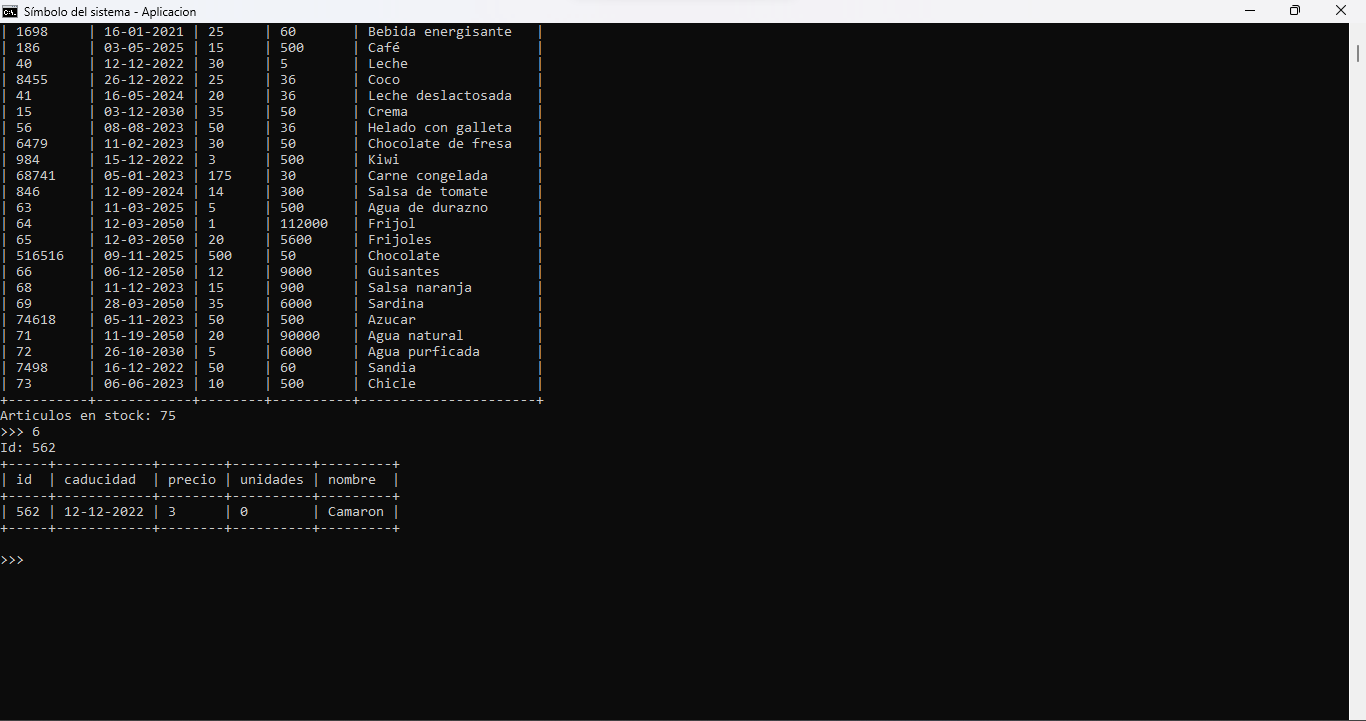 Símbolo del sistema - Aplicacion
| 1698     | 16-01-2021 | 25     | 60       | Bebida energisante   |
| 186      | 03-05-2025 | 15     | 500      | Café                 |
| 40       | 12-12-2022 | 30     | 5        | Leche                |
| 8455     | 26-12-2022 | 25     | 36       | Coco                 |
| 41       | 16-05-2024 | 20     | 36       | Leche deslactosada   |
| 15       | 03-12-2030 | 35     | 50       | Crema                |
| 56       | 08-08-2023 | 50     | 36       | Helado con galleta   |
| 6479     | 11-02-2023 | 30     | 50       | Chocolate de fresa   |
| 984      | 15-12-2022 | 3      | 500      | Kiwi                 |
| 68741    | 05-01-2023 | 175    | 30       | Carne congelada      |
| 846      | 12-09-2024 | 14     | 300      | Salsa de tomate      |
| 63       | 11-03-2025 | 5      | 500      | Agua de durazno      |
| 64       | 12-03-2050 | 1      | 112000   | Frijol               |
| 65       | 12-03-2050 | 20     | 5600     | Frijoles             |
| 516516   | 09-11-2025 | 500    | 50       | Chocolate            |
| 66       | 06-12-2050 | 12     | 9000     | Guisantes            |
| 68       | 11-12-2023 | 15     | 900      | Salsa naranja        |
| 69       | 28-03-2050 | 35     | 6000     | Sardina              |
| 74618    | 05-11-2023 | 50     | 500      | Azucar               |
| 71       | 11-19-2050 | 20     | 90000    | Agua natural         |
| 72       | 26-10-2030 | 5      | 6000     | Agua purficada       |
| 7498     | 16-12-2022 | 50     | 60       | Sandia               |
| 73       | 06-06-2023 | 10     | 500      | Chicle               |
+----------+------------+--------+----------+----------------------+
Articulos en stock: 75
>>> 6
Id: 562
+-----+------------+--------+----------+---------+
| id  | caducidad  | precio | unidades | nombre  |
+-----+------------+--------+----------+---------+
| 562 | 12-12-2022 | 3      | 0        | Camaron |
+-----+------------+--------+----------+---------+
>>>